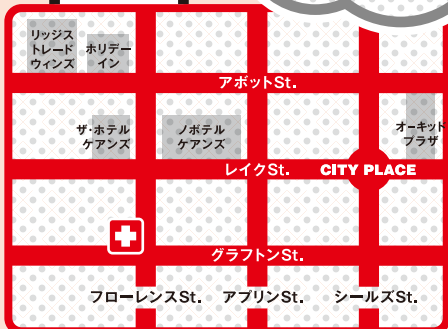 リッジス
トレード
ウィンズ
ホリデー
イン
アボットSt.
ザ・ホテル
ケアンズ
ノボテル
ケアンズ
オーキッド
プラザ
レイクSt.
CITY PLACE
グラフトンSt.
フローレンスSt.
アプリンSt.
シールズSt.